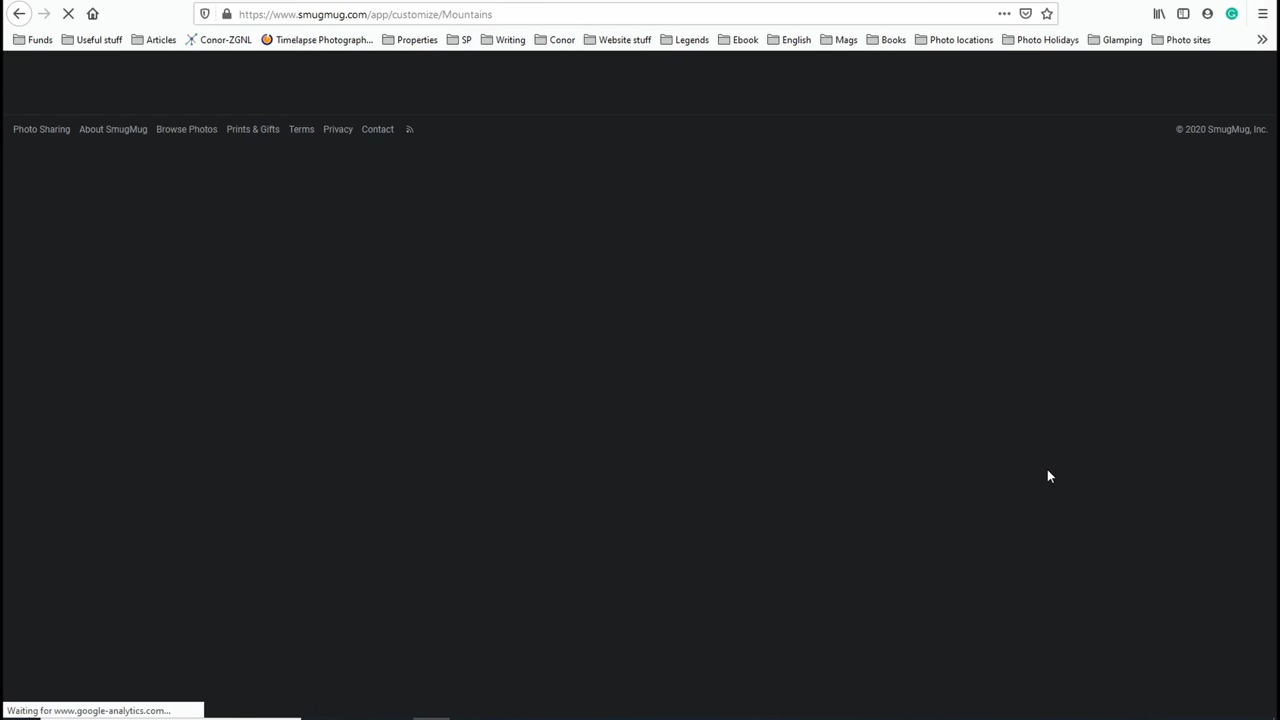 https://www.smugmug.com/app/customize/Mountains
Funds Useful stuff Articles Conor-ZGNL Timelapse Photograph... Properties SP Writing Conor Website stuff Legends Ebook English Mags Books Photo locations Photo Holidays Glamping Photo sites
Photo Sharing About SmugMug Browse Photos Prints & Gifts Terms Privacy Contact © 2020 SmugMug, Inc.
Waiting for www.google-analytics.com...